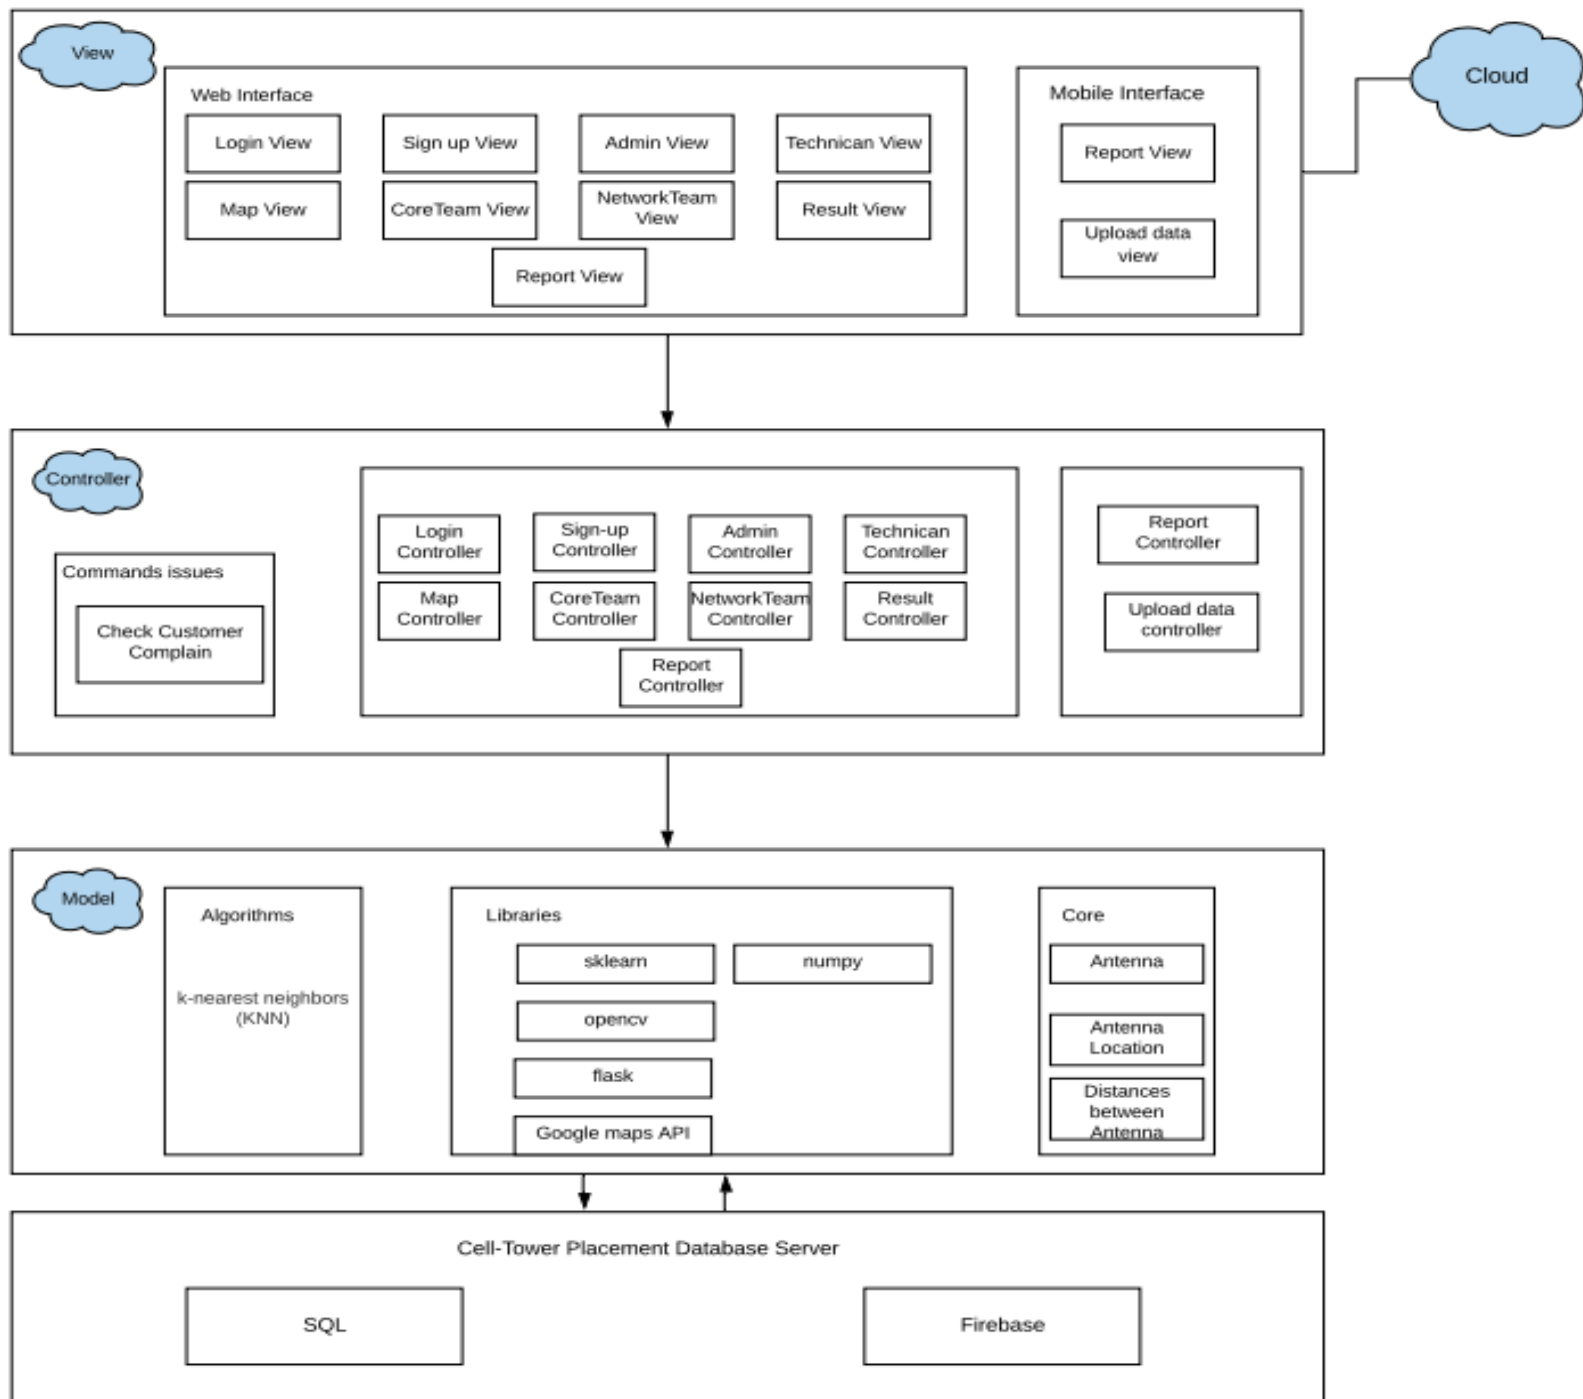 View
Cloud
Web Interface
Mobile Interface
Login View
Sign up View
Admin View
Technican View
Report View
Map View
CoreTeam View
NetworkTeam
View
Result View
Upload data
view
Report View
Controller
Commands issues
Check Customer
Complain
Login
Controller
Sign-up
Controller
Admin
Controller
Technican
Controller
Map
Controller
CoreTeam
Controller
NetworkTeam
Controller
Result
Controller
Report
Controller
Report
Controller
Upload data
controller
Model
Algorithms
k-nearest neighbors
(KNN)
Libraries
sklearn
numpy
opencv
flask
Google maps API
Core
Antenna
Antenna
Location
Distances
between
Antenna
Cell-Tower Placement Database Server
SQL
Firebase